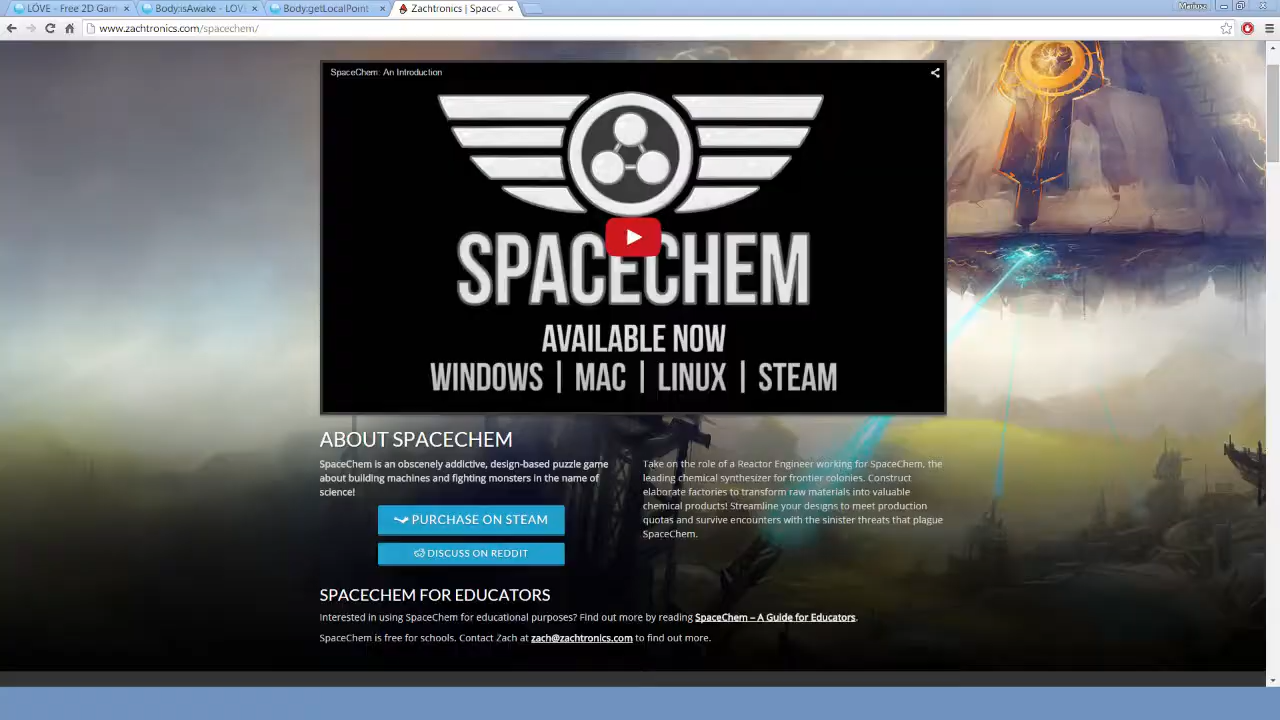 LÖVE - Free 2D Gam
Body:isAwake - LOV
Body:getLocalPoint
Zachtronics | SpaceC
Mariusz
www.zachtronics.com/spacechem/
SpaceChem: An Introduction
SPACECHEM
AVAILABLE NOW
WINDOWS | MAC | LINUX | STEAM
ABOUT SPACECHEM
SpaceChem is an obscenely addictive, design-based puzzle game
about building machines and fighting monsters in the name of
science!
PURCHASE ON STEAM
DISCUSS ON REDDIT
Take on the role of a Reactor Engineer working for SpaceChem, the
leading chemical synthesizer for frontier colonies. Construct
elaborate factories to transform raw materials into valuable
chemical products! Streamline your designs to meet production
quotas and survive encounters with the sinister threats that plague
SpaceChem.
SPACECHEM FOR EDUCATORS
Interested in using SpaceChem for educational purposes? Find out more by reading SpaceChem – A Guide for Educators.
SpaceChem is free for schools. Contact Zach at zach@zachtronics.com to find out more.